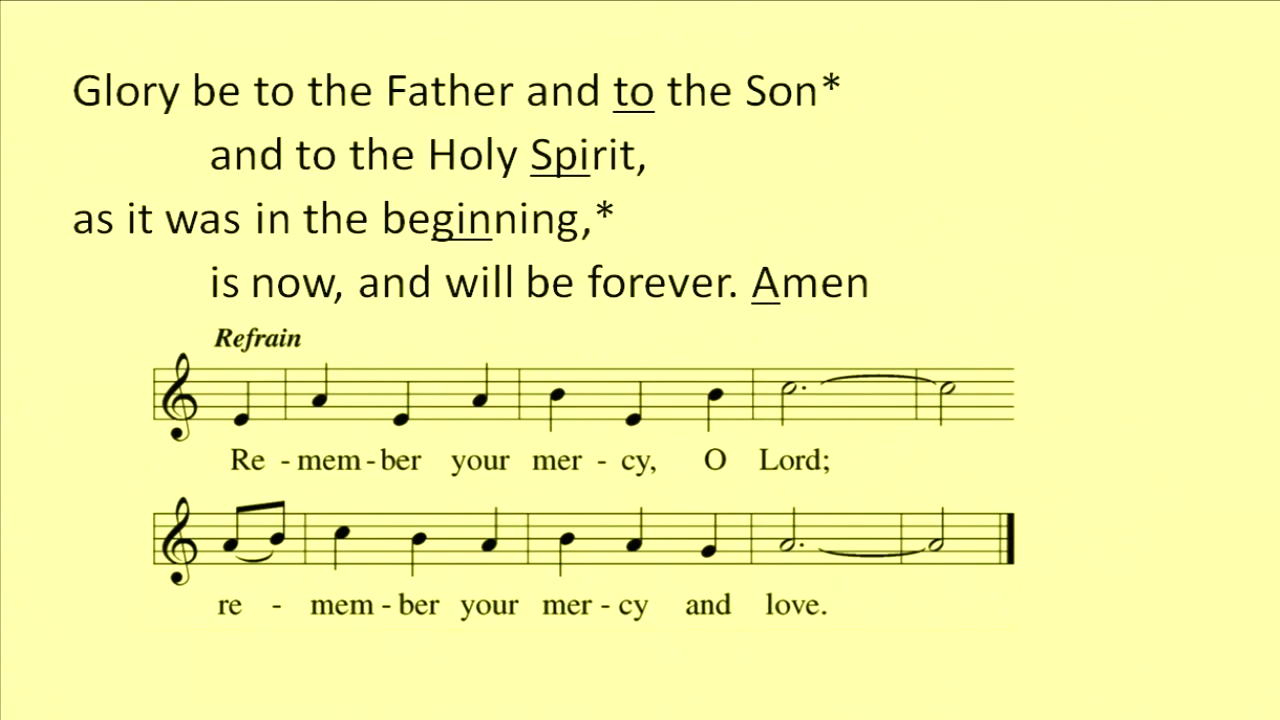 Glory be to the Father and to the Son*
and to the Holy Spirit,
as it was in the beginning,*
is now, and will be forever. Amen
Refrain
Re - mem - ber your mer - cy, O Lord;
re - mem - ber your mer - cy and love.